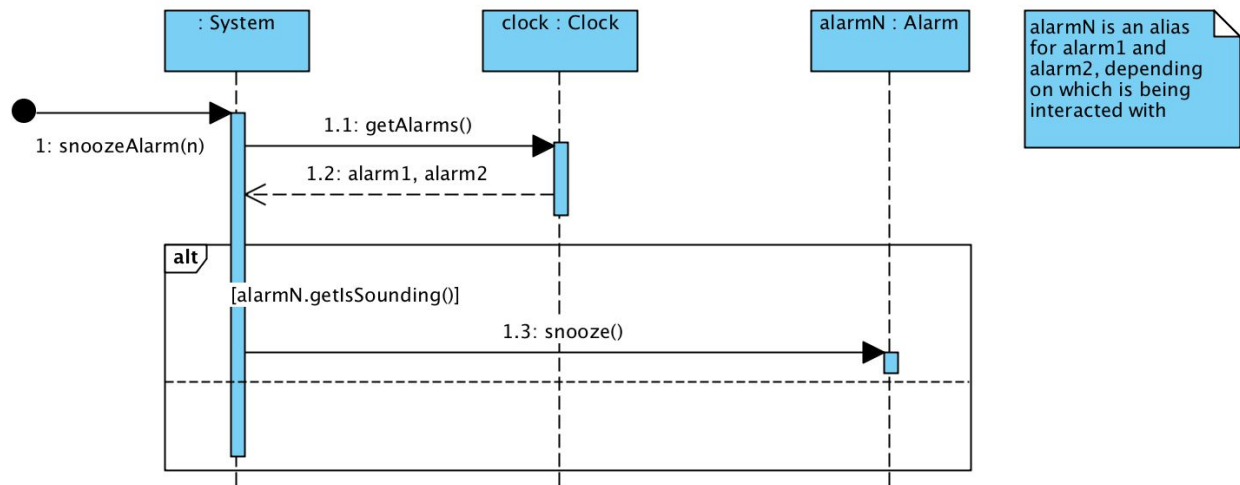 : System
clock : Clock
alarmN : Alarm
alarmN is an alias
for alarm1 and
alarm2, depending
on which is being
interacted with
1: snoozeAlarm(n)
1.1: getAlarms()
1.2: alarm1, alarm2
alt
[alarmN.getIsSounding()]
1.3: snooze()